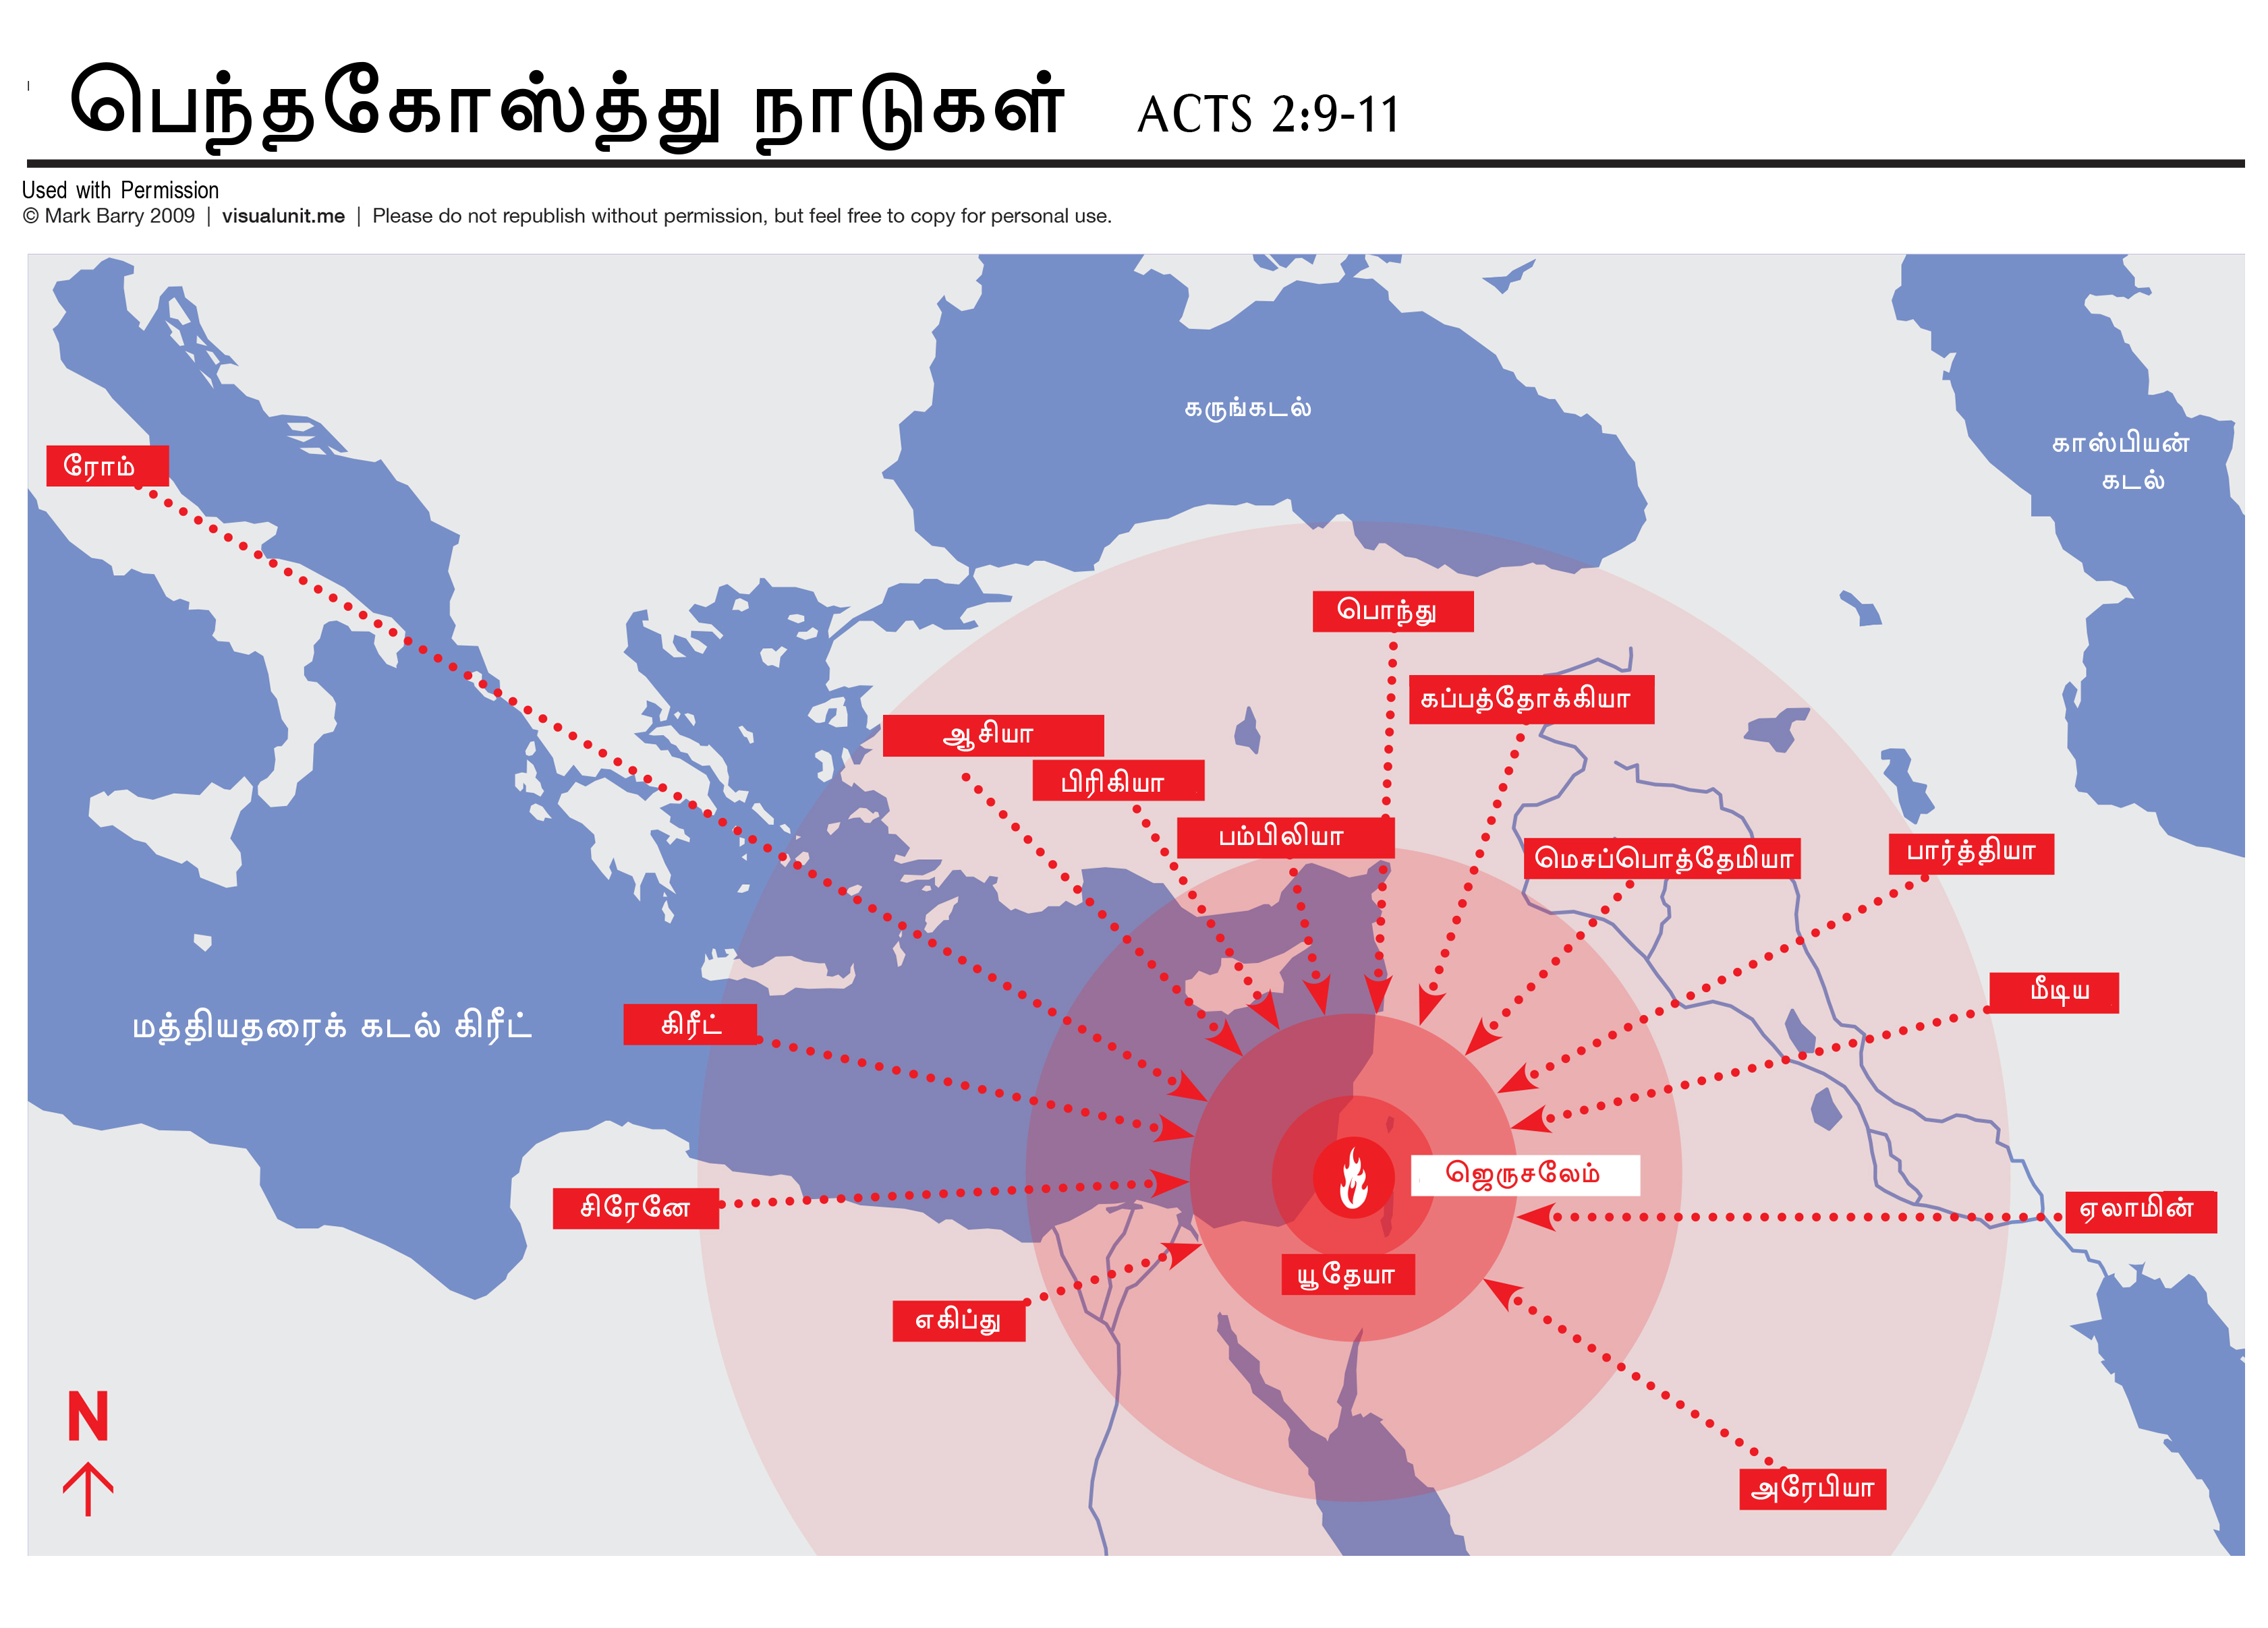 பெந்தகோஸ்த்து நாடுகள் ACTS 2:9-11
Used with Permission
© Mark Barry 2009 | visualunit.me | Please do not republish without permission, but feel free to copy for personal use.
கருங்கடல்
காஸ்பியன்
கடல்
ரோம்
பொந்து
கப்பத்தோக்கியா
ஆசியா
பிரிகியா
பம்பிலியா
மெசப்பொத்தேமியா
பார்த்தியா
மீடிய
மத்தியதரைக் கடல் கிரீட்
கிரீட்
ஜெருசலேம்
சிரேனே
ஏலாமின்
யூதேயா
எகிப்து
N
அரேபியா